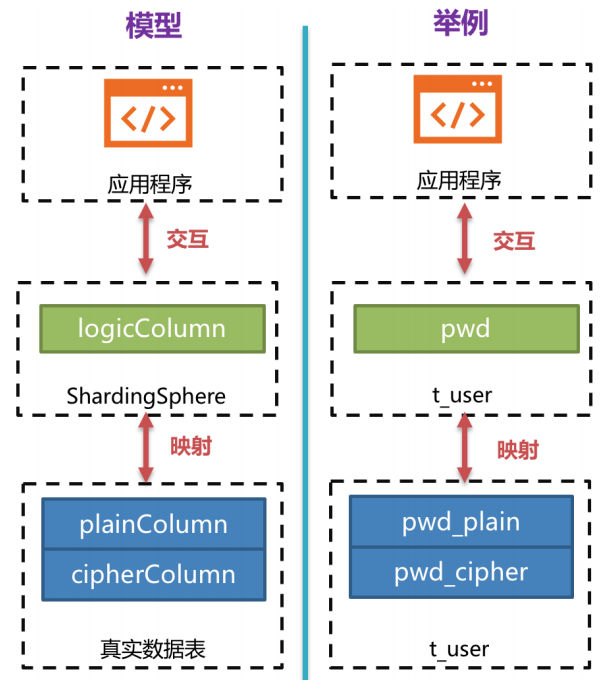 模型
</>
应用程序
交互
logicColumn
ShardingSphere
映射
plainColumn
cipherColumn
真实数据表
举例
</>
应用程序
交互
pwd
t_user
映射
pwd_plain
pwd_cipher
t_user